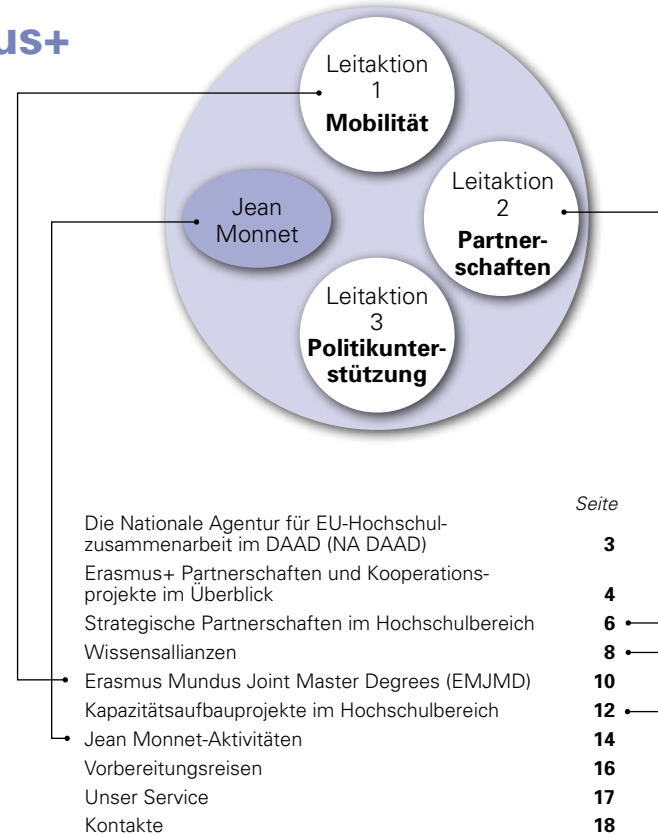 us+
Leitaktion
1
Mobilität
Leitaktion
2
Partner-
schaften
Jean
Monnet
Leitaktion
3
Politikunter-
stützung
Seite
Die Nationale Agentur für EU-Hochschul-
zusammenarbeit im DAAD (NA DAAD) 3
Erasmus+ Partnerschaften und Kooperations-
projekte im Überblick 4
Strategische Partnerschaften im Hochschulbereich 6
Wissensallianzen 8
Erasmus Mundus Joint Master Degrees (EMJMD) 10
Kapazitätsaufbauprojekte im Hochschulbereich 12
Jean Monnet-Aktivitäten 14
Vorbereitungsreisen 16
Unser Service 17
Kontakte 18